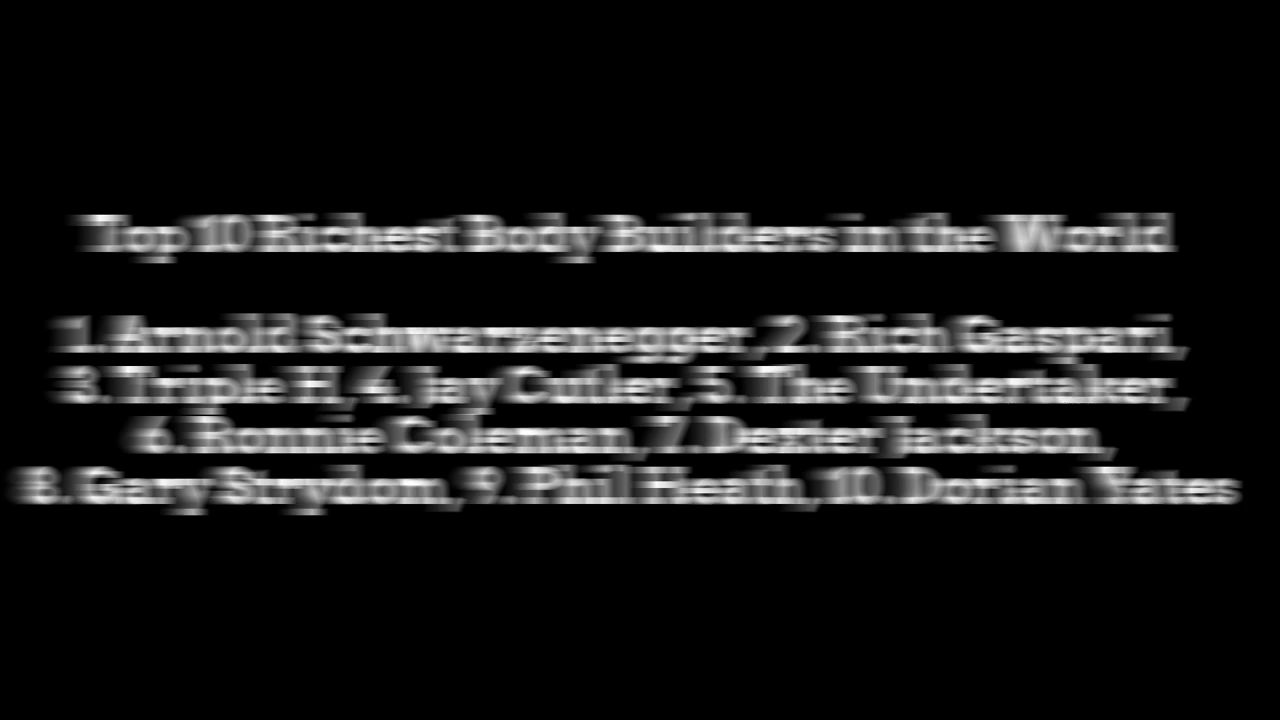 Top 10 Richest Body Builders in the World
1. Arnold Schwarzenegger, 2. Rich Gaspari,
3. Triple H, 4. Jay Cutler, 5. The Undertaker,
6. Ronnie Coleman, 7. Dexter Jackson,
8. Gary Strydom, 9. Phil Heath, 10. Dorian Yates